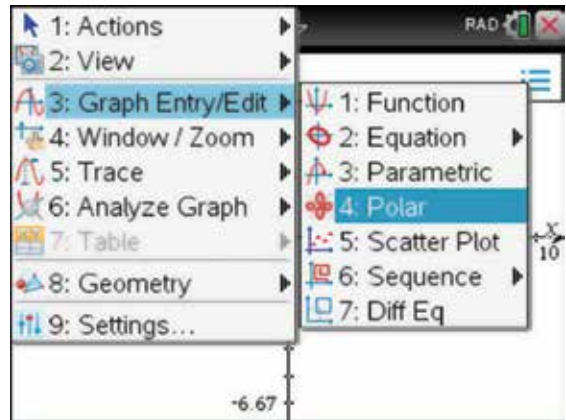 RAD
1: Actions
2: View
3: Graph Entry/Edit
4: Window / Zoom
5: Trace
6: Analyze Graph
7: Table
8: Geometry
9: Settings...
1: Function
2: Equation
3: Parametric
4: Polar
5: Scatter Plot
6: Sequence
7: Diff Eq
x
10
-6.67